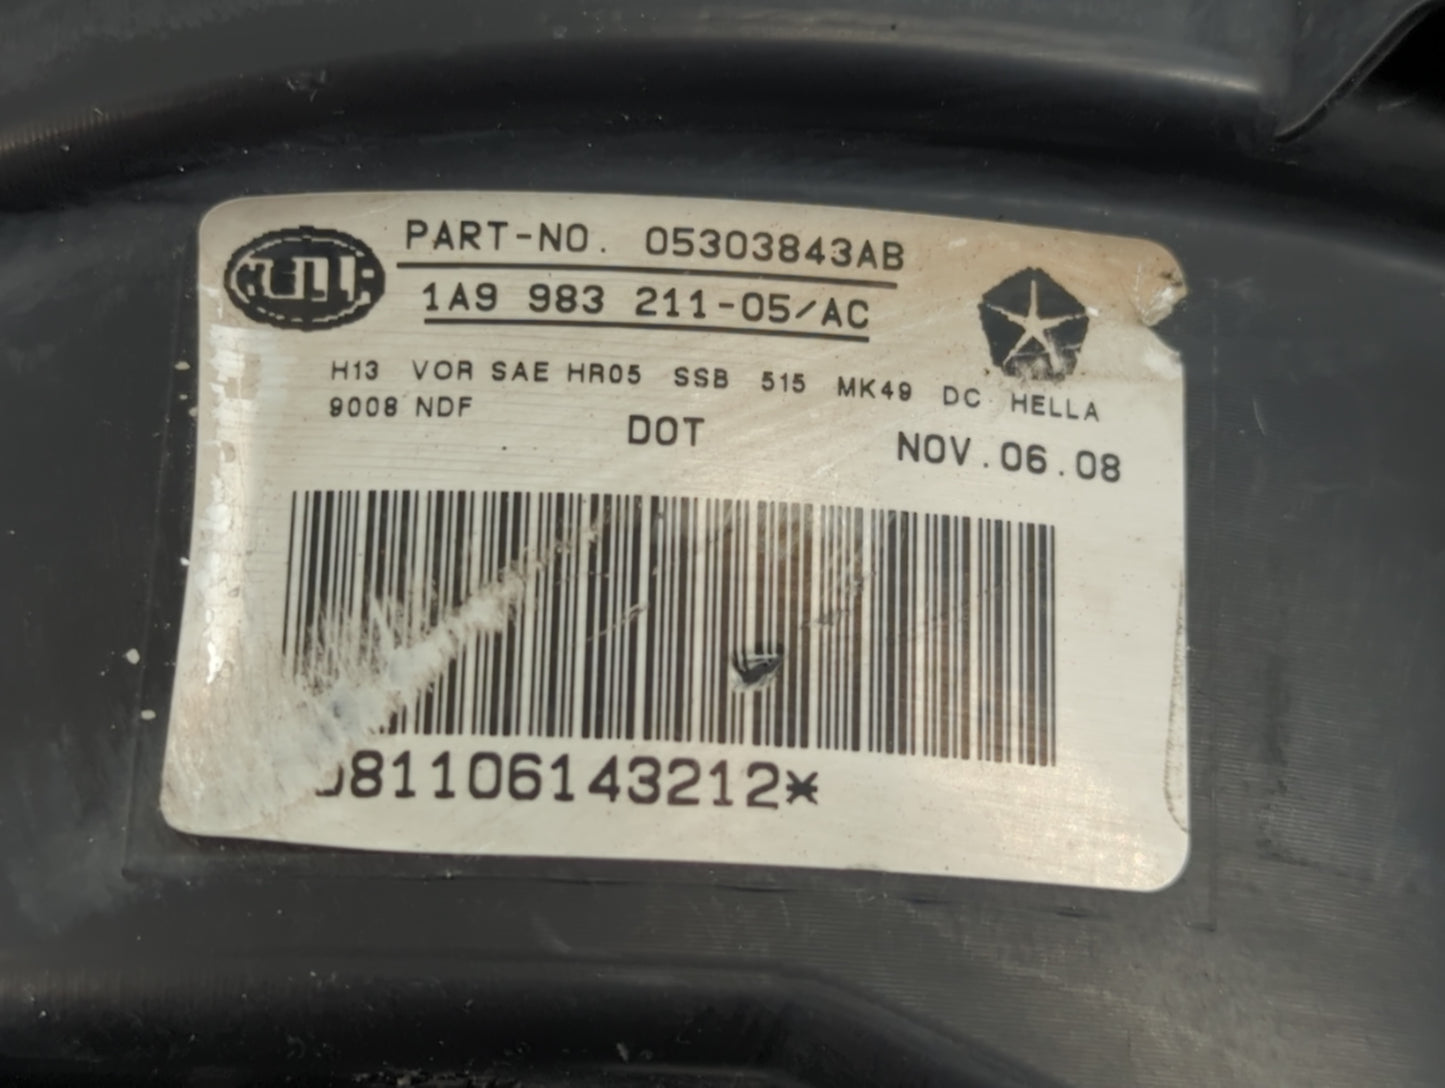 HELLA
PART-NO. 05303843AB
1A9 983 211-05/AC
H13 VOR SAE HR05 SSB 515 MK49 DC HELLA
9008 NDF
DOT
NOV.06.08
081106143212*